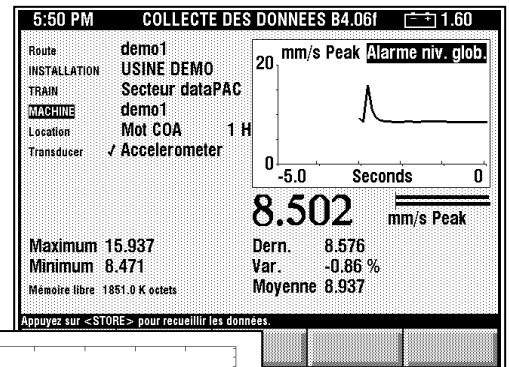 5:50 PM COLLECTE DES DONNEES B4.06f 1.60
Route demo1
INSTALLATION USINE DEMO
TRAIN Secteur dataPAC
MACHINE demo1
Location Mot COA 1 H
Transducer ✓ Accelerometer
mm/s Peak Alarme niv. glob.
20
0
-5.0 Seconds 0
8.502 mm/s Peak
Maximum 15.937
Minimum 8.471
Mémoire libre 1851.0 K octets
Dern. 8.576
Var. -0.86 %
Moyenne 8.937
Appuyez sur <STORE> pour recueillir les données.